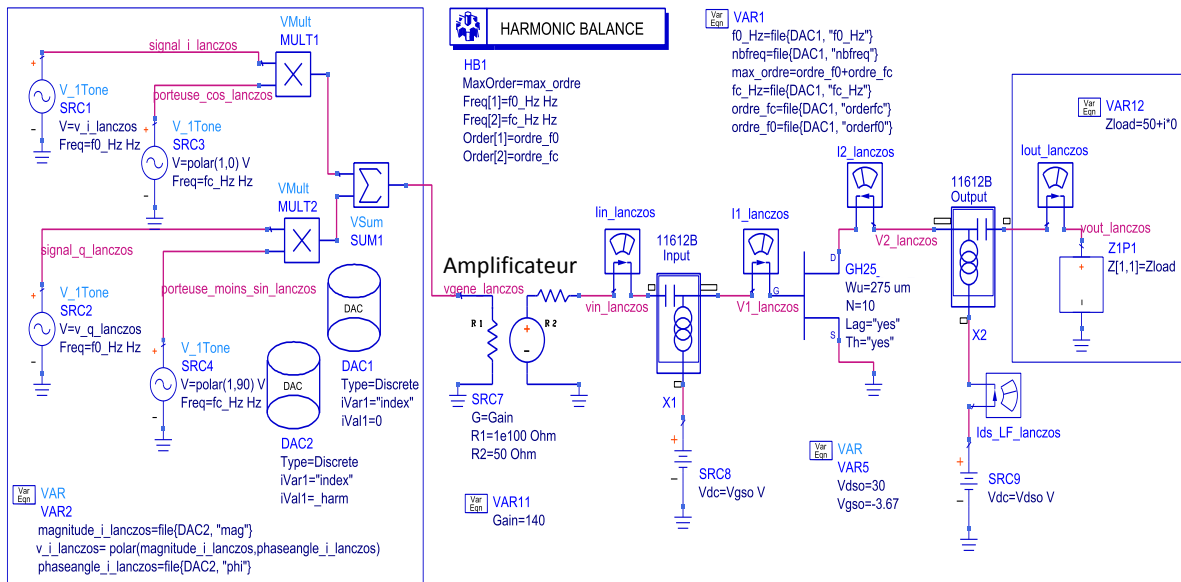 VMult
MULT1
signal_i_lanczos
V_1Tone
SRC1
V=v_i_lanczos
Freq=f0_Hz Hz
porteuse_cos_lanczos
V_1Tone
SRC3
V=polar(1,0) V
Freq=fc_Hz Hz
VMult
MULT2
VSum
SUM1
signal_q_lanczos
V_1Tone
SRC2
V=v_q_lanczos
Freq=f0_Hz Hz
porteuse_moins_sin_lanczos
V_1Tone
SRC4
V=polar(1,90) V
Freq=fc_Hz Hz
DAC
DAC1
Type=Discrete
iVar1="index"
iVal1=0
DAC
DAC2
Type=Discrete
iVar1="index"
iVal1=_harm
Var
Eqn
VAR
VAR2
magnitude_i_lanczos=file{DAC2, "mag"}
v_i_lanczos= polar(magnitude_i_lanczos,phaseangle_i_lanczos)
phaseangle_i_lanczos=file{DAC2, "phi"}
HARMONIC BALANCE
HB1
MaxOrder=max_ordre
Freq[1]=f0_Hz Hz
Freq[2]=fc_Hz Hz
Order[1]=ordre_f0
Order[2]=ordre_fc
Var
Eqn
VAR1
f0_Hz=file{DAC1, "f0_Hz"}
nbfreq=file{DAC1, "nbfreq"}
max_ordre=ordre_f0+ordre_fc
fc_Hz=file{DAC1, "fc_Hz"}
ordre_fc=file{DAC1, "orderfc"}
ordre_f0=file{DAC1, "orderf0"}
Amplificateur
vgene_lanczos
R1
R2
SRC7
G=Gain
R1=1e100 Ohm
R2=50 Ohm
Var
Eqn
VAR11
Gain=140
Iin_lanczos
vin_lanczos
11612B
Input
X1
SRC8
Vdc=Vgso V
I1_lanczos
V1_lanczos
G
D
S
GH25_
Wu=275 um
N=10
Lag="yes"
Th="yes"
I2_lanczos
V2_lanczos
11612B
Output
X2
Ids_LF_lanczos
SRC9
Vdc=Vdso V
Var
Eqn
VAR
VAR5
Vdso=30
Vgso=-3.67
Var
Eqn
VAR12
Zload=50+i*0
Iout_lanczos
vout_lanczos
Z1P1
Z[1,1]=Zload